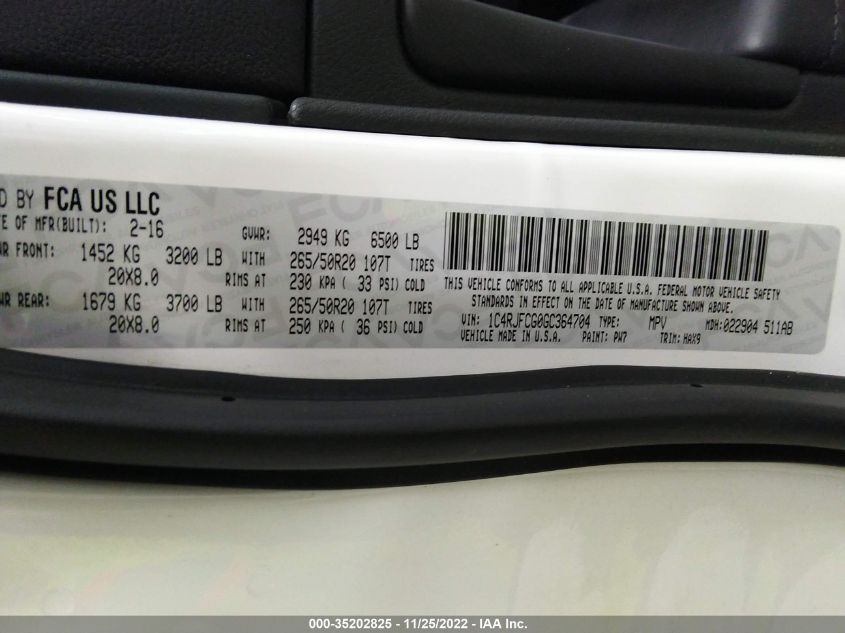 D BY FCA US LLC
TE OF MFR(BUILT): 2-16 GVWR: 2949 KG 6500 LB
WR FRONT: 1452 KG 3200 LB WITH 265/50R20 107T TIRES
20X8.0 RIMS AT 230 KPA ( 33 PSI) COLD
WR REAR: 1679 KG 3700 LB WITH 265/50R20 107T TIRES
20X8.0 RIMS AT 250 KPA ( 36 PSI) COLD
THIS VEHICLE CONFORMS TO ALL APPLICABLE U.S.A. FEDERAL MOTOR VEHICLE SAFETY
STANDARDS IN EFFECT ON THE DATE OF MANUFACTURE SHOWN ABOVE.
VIN: 1C4RJFCG0GC364704 TYPE: MPV MDH:022904 511AB
VEHICLE MADE IN U.S.A. PAINT: PW7 TRIM: HAX9
000-35202825 - 11/25/2022 - IAA Inc.